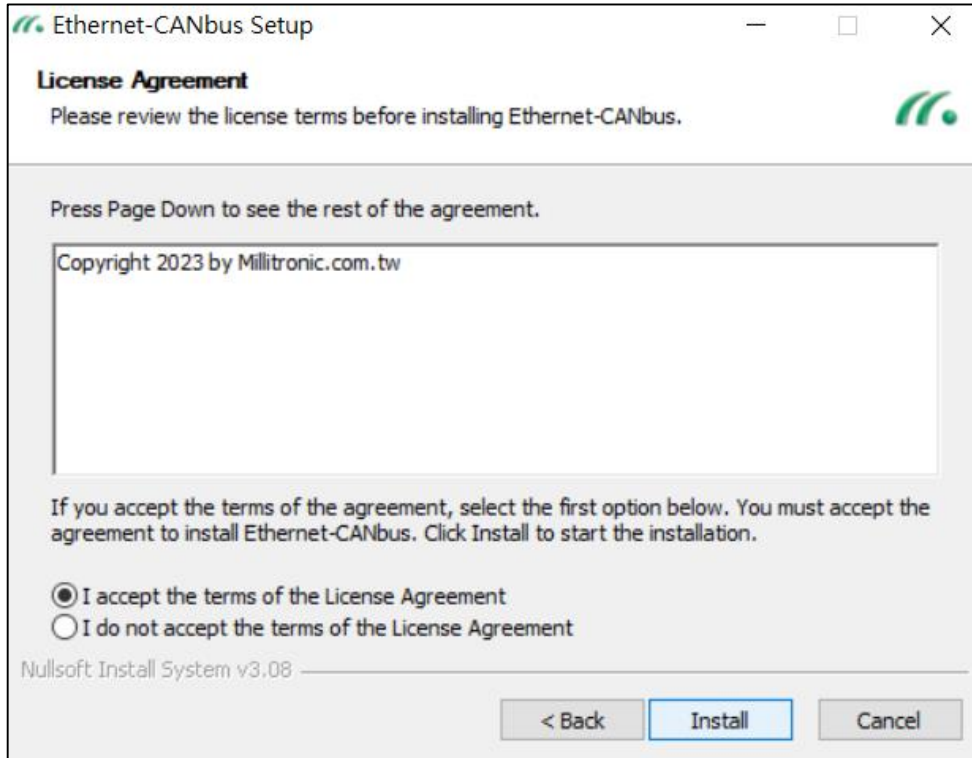 Ethernet-CANbus Setup
License Agreement
Please review the license terms before installing Ethernet-CANbus.
Press Page Down to see the rest of the agreement.
Copyright 2023 by Millitronic.com.tw
If you accept the terms of the agreement, select the first option below. You must accept the
agreement to install Ethernet-CANbus. Click Install to start the installation.
I accept the terms of the License Agreement
I do not accept the terms of the License Agreement
Nullsoft Install System v3.08
< Back
Install
Cancel